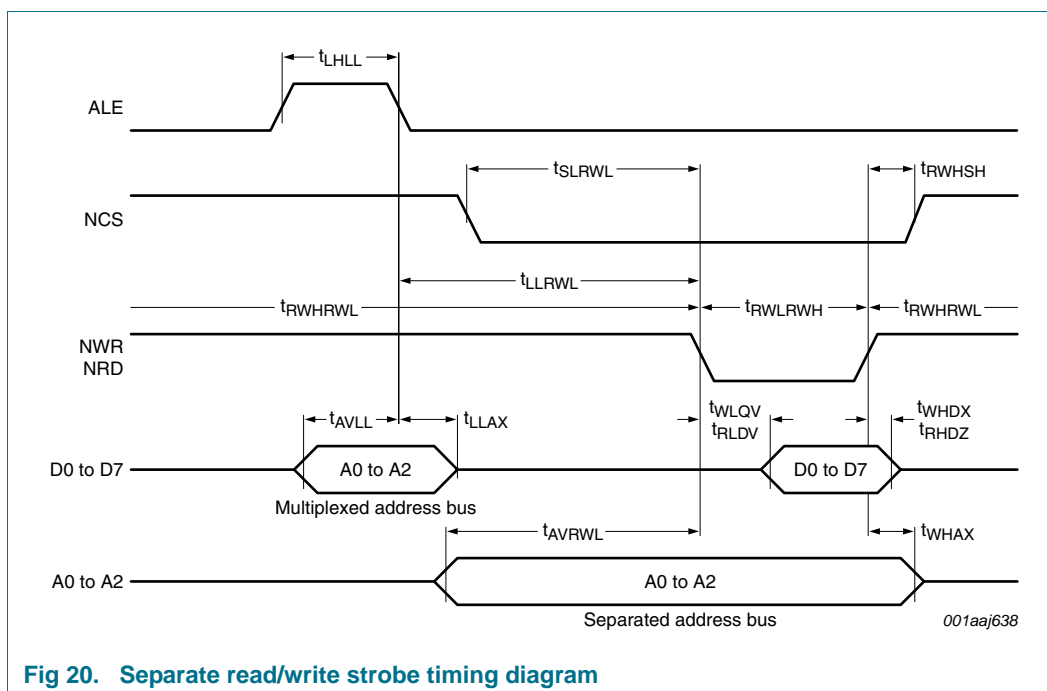 tLHLL
ALE
tSLRWL
tRWHSH
NCS
tLLRWL
tRWHRWL
tRWLRWH
tRWHRWL
NWR
NRD
tAVLL
tLLAX
tWLQV
tRLDV
tWHDX
tRHDZ
D0 to D7
A0 to A2
D0 to D7
Multiplexed address bus
tAVRWL
tWHAX
A0 to A2
A0 to A2
Separated address bus
001aaj638
Fig 20. Separate read/write strobe timing diagram